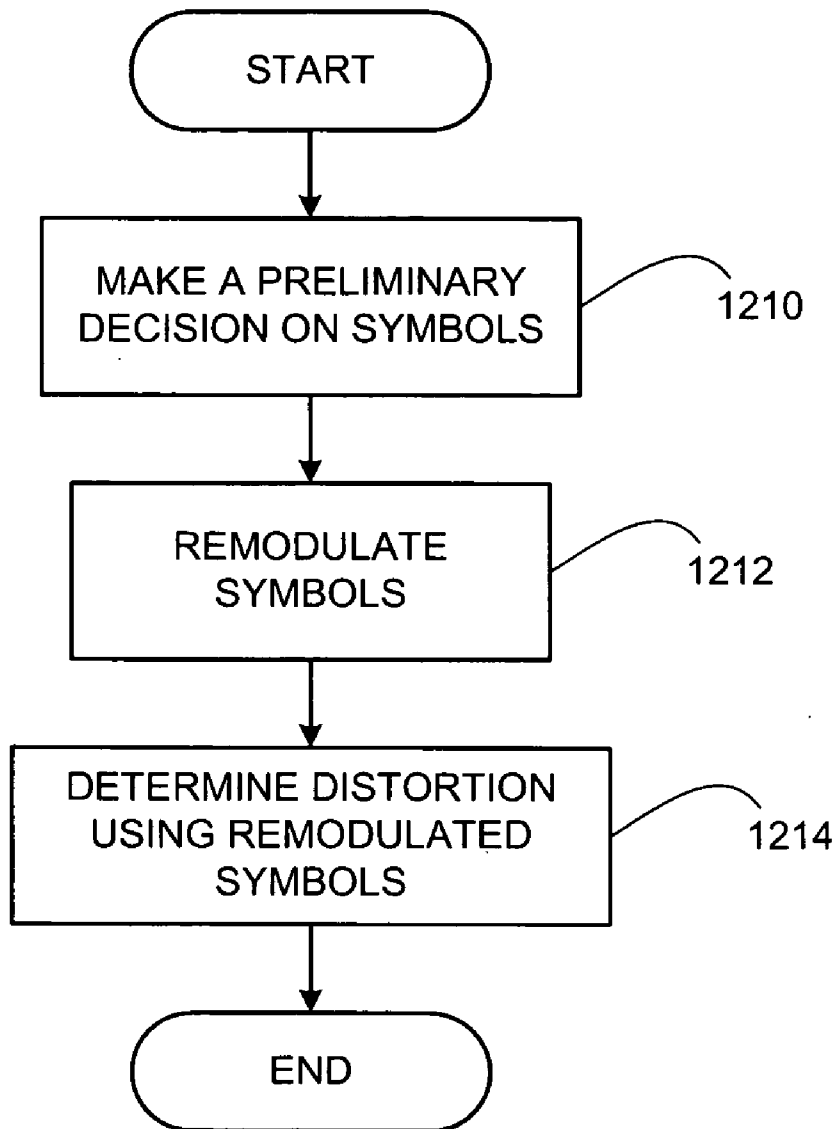 START
MAKE A PRELIMINARY
DECISION ON SYMBOLS
1210
REMODULATE
SYMBOLS
1212
DETERMINE DISTORTION
USING REMODULATED
SYMBOLS
1214
END